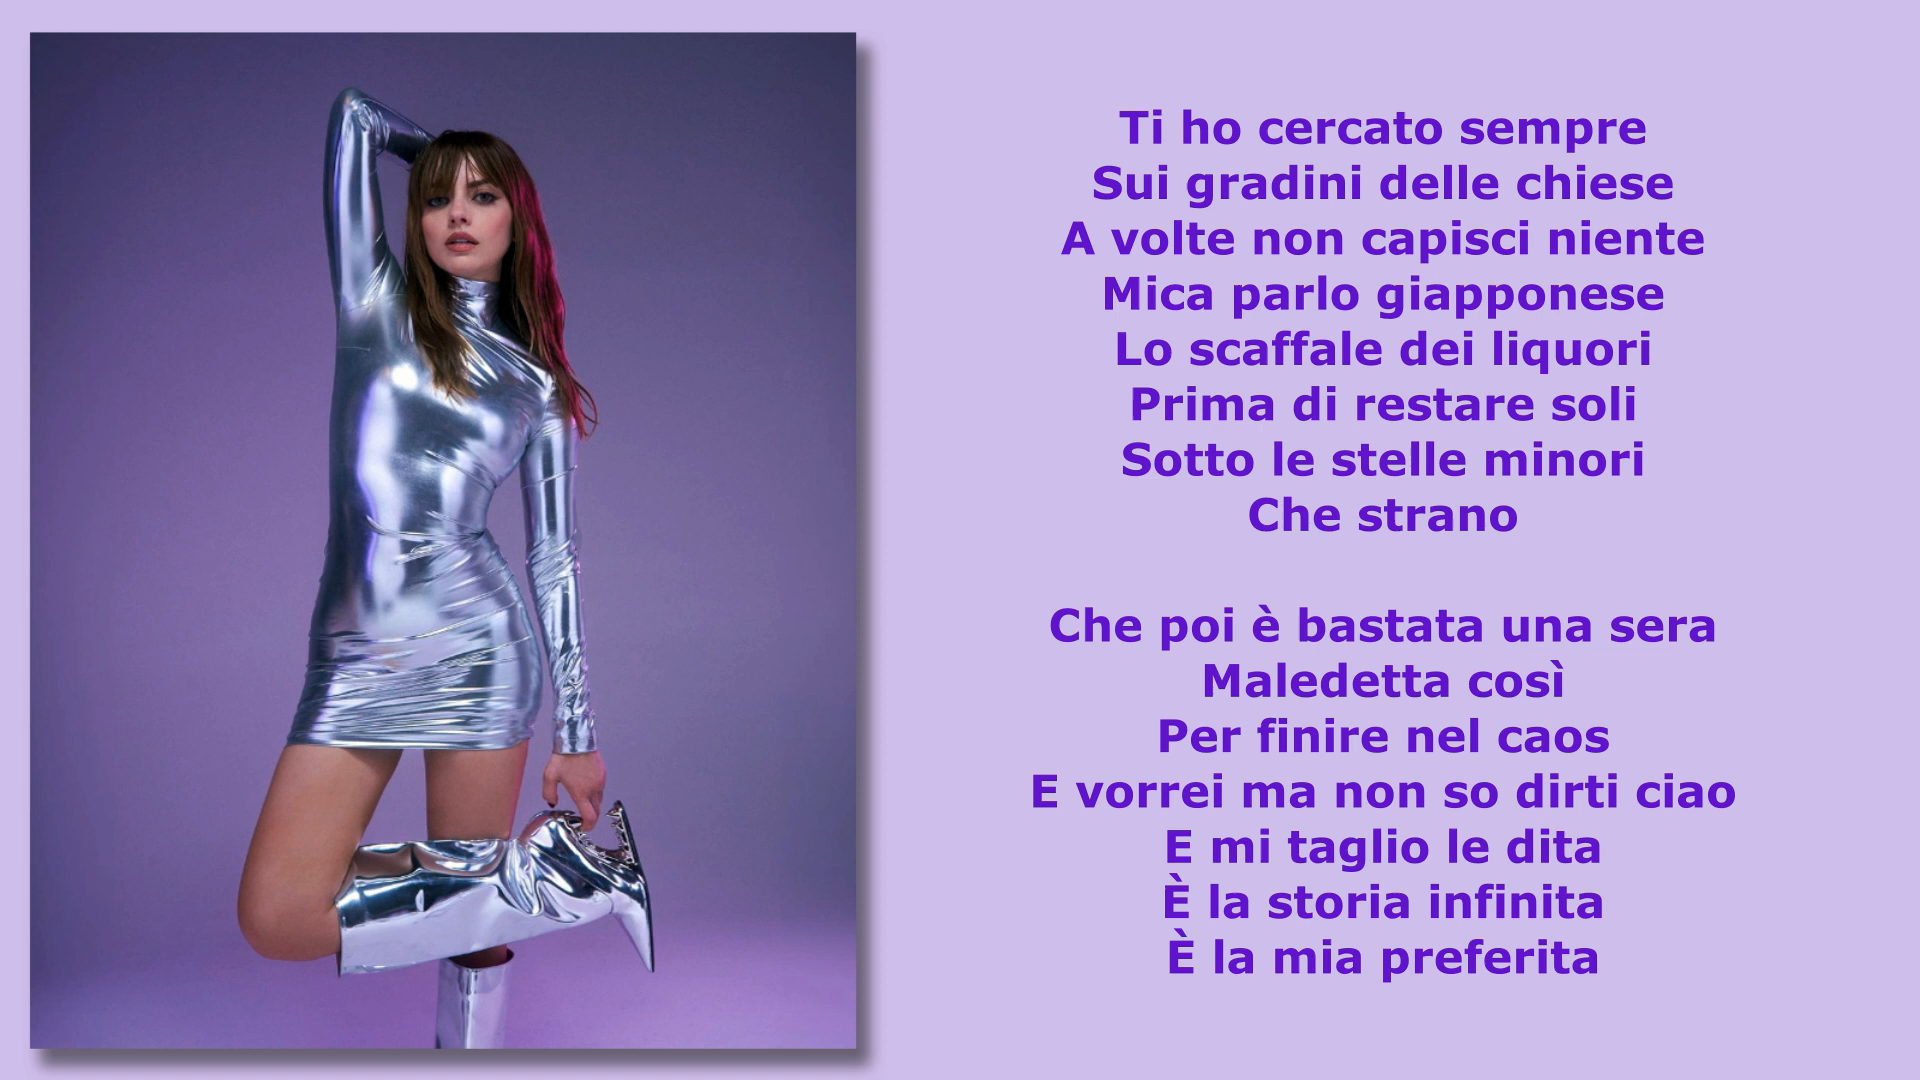 Ti ho cercato sempre
Sui gradini delle chiese
A volte non capisci niente
Mica parlo giapponese
Lo scaffale dei liquori
Prima di restare soli
Sotto le stelle minori
Che strano
Che poi è bastata una sera
Maledetta così
Per finire nel caos
E vorrei ma non so dirti ciao
E mi taglio le dita
È la storia infinita
È la mia preferita